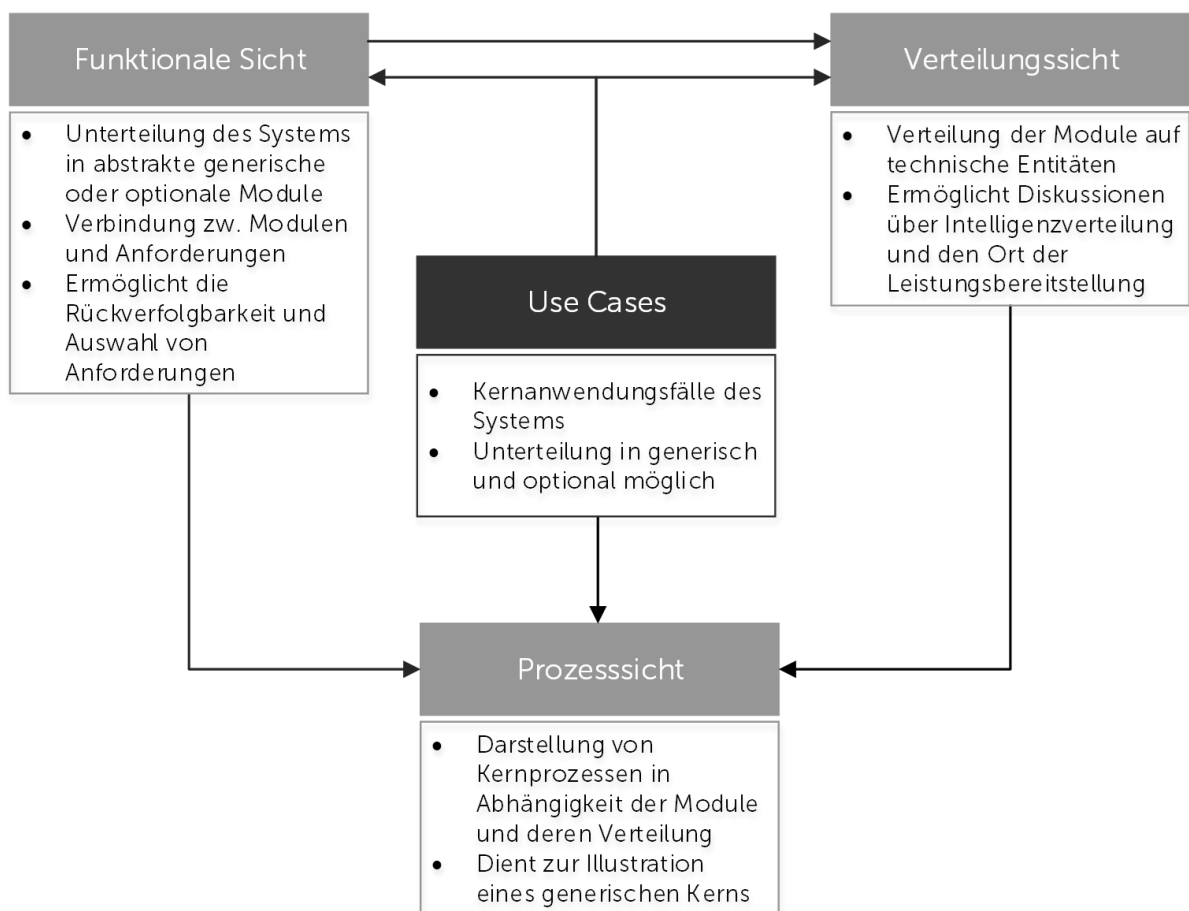 Funktionale Sicht
• Unterteilung des Systems
in abstrakte generische
oder optionale Module
• Verbindung zw. Modulen
und Anforderungen
• Ermöglicht die
Rückverfolgbarkeit und
Auswahl von
Anforderungen
Verteilungssicht
• Verteilung der Module auf
technische Entitäten
• Ermöglicht Diskussionen
über Intelligenzverteilung
und den Ort der
Leistungsbereitstellung
Use Cases
• Kernanwendungsfälle des
Systems
• Unterteilung in generisch
und optional möglich
Prozesssicht
• Darstellung von
Kernprozessen in
Abhängigkeit der Module
und deren Verteilung
• Dient zur Illustration
eines generischen Kerns